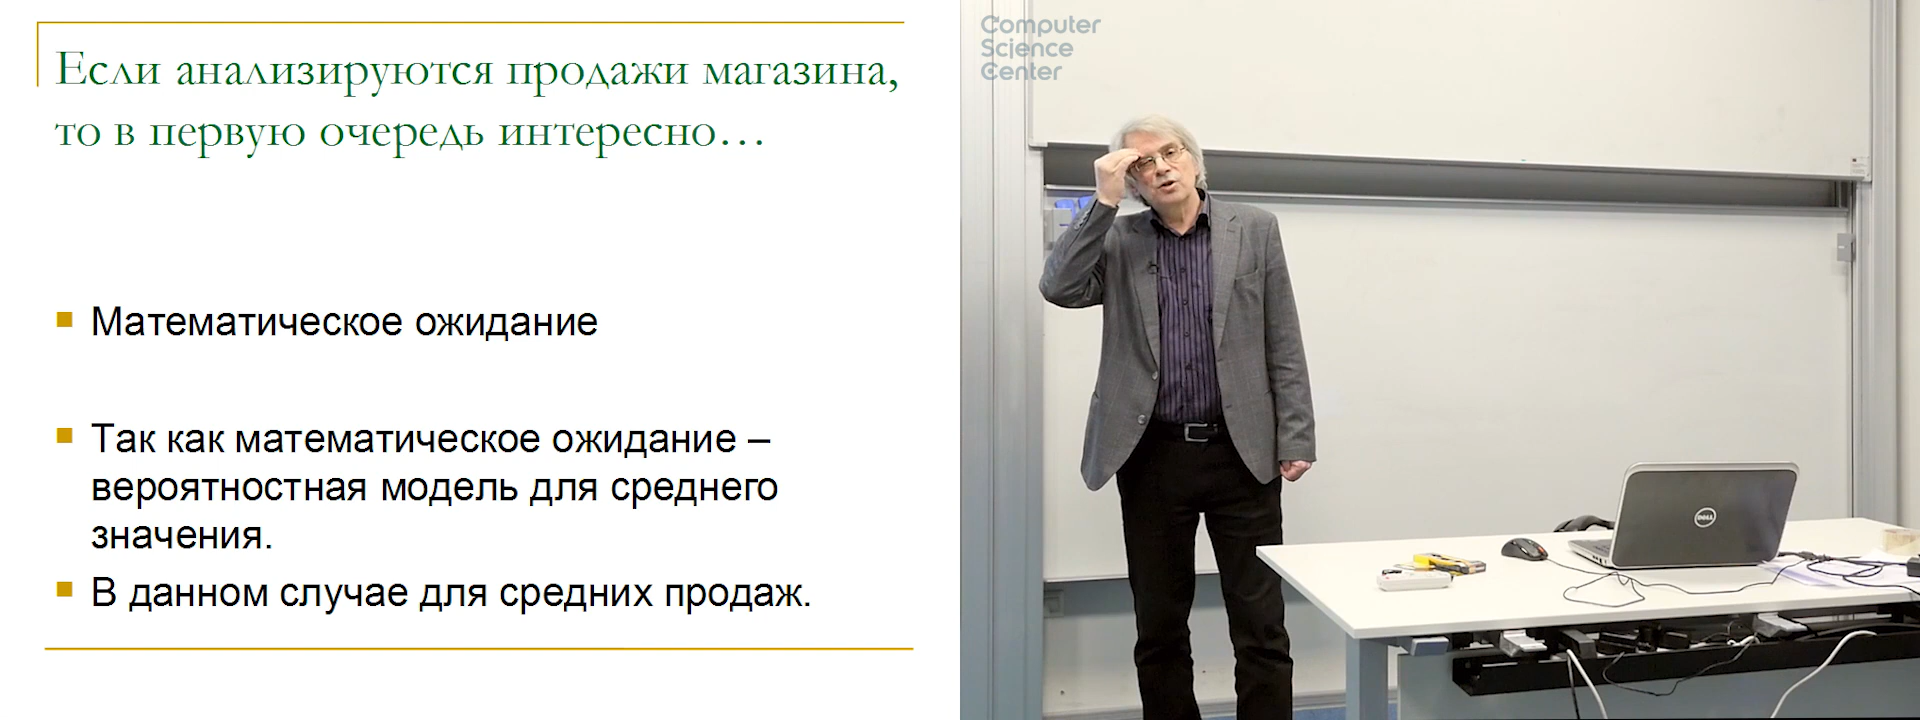 Если анализируются продажи магазина,
то в первую очередь интересно…
Математическое ожидание
Так как математическое ожидание –
вероятностная модель для среднего
значения.
В данном случае для средних продаж.
Computer
Science
Center
DELL